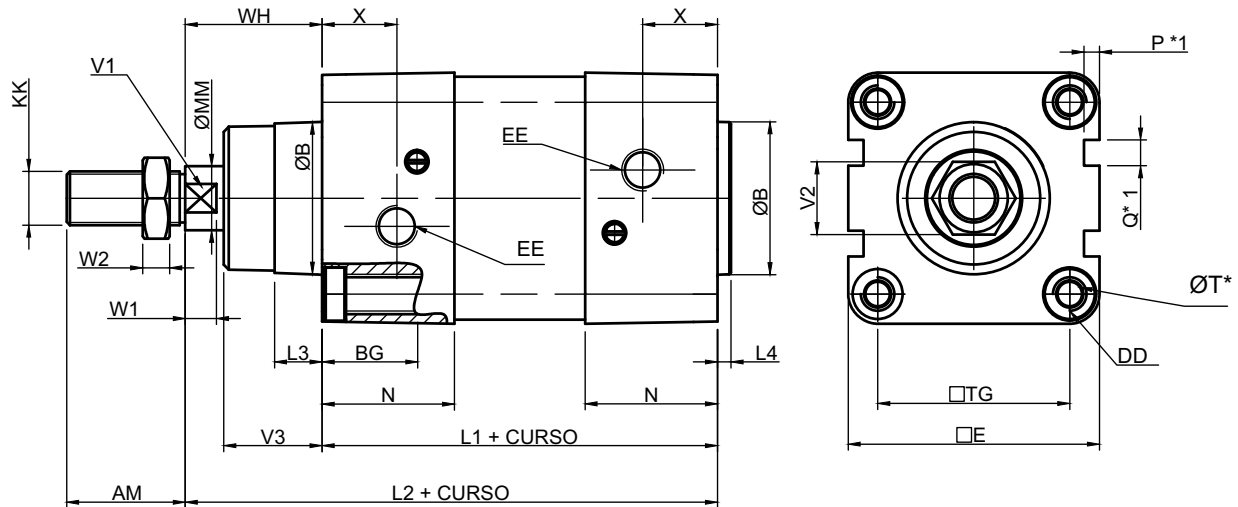 WH
X
X
P *1
V1
KK
ØMM
ØB
EE
EE
ØB
V2
Q* 1
W2
W1
ØT*
L3
BG
L4
DD
N
N
□TG
V3
L1 + CURSO
□E
AM
L2 + CURSO